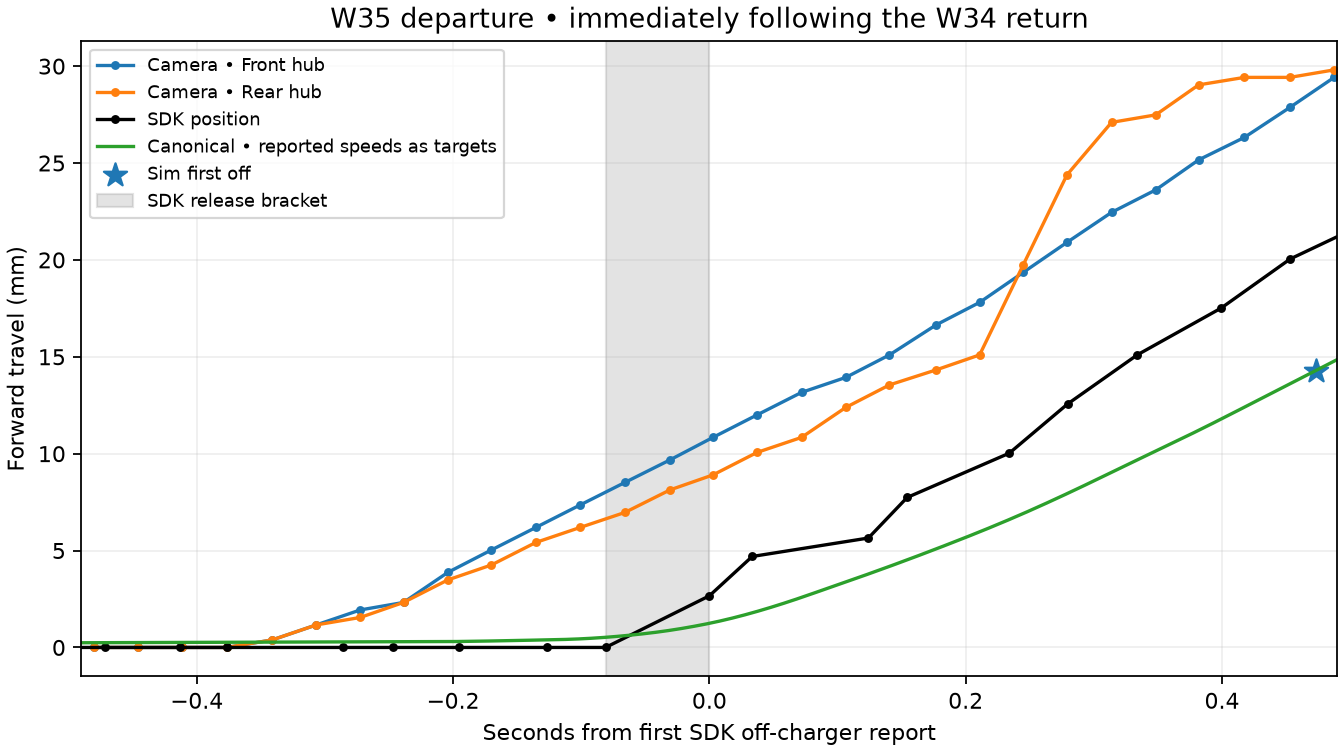 W35 departure • immediately following the W34 return
Camera • Front hub
Camera • Rear hub
SDK position
Canonical • reported speeds as targets
Sim first off
SDK release bracket
Forward travel (mm)
30
25
20
15
10
5
0
−0.4
−0.2
0.0
0.2
0.4
Seconds from first SDK off-charger report